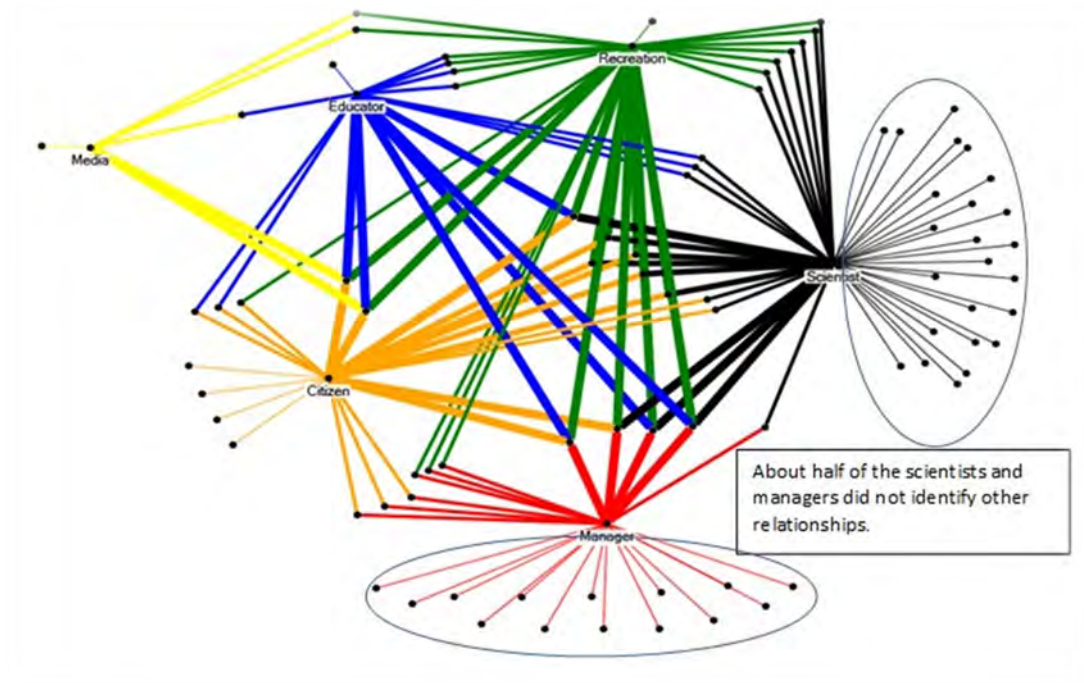 Recreation
Educator
Media
Scientist
Citizen
About half of the scientists and
managers did not identify other
relationships.
Manager